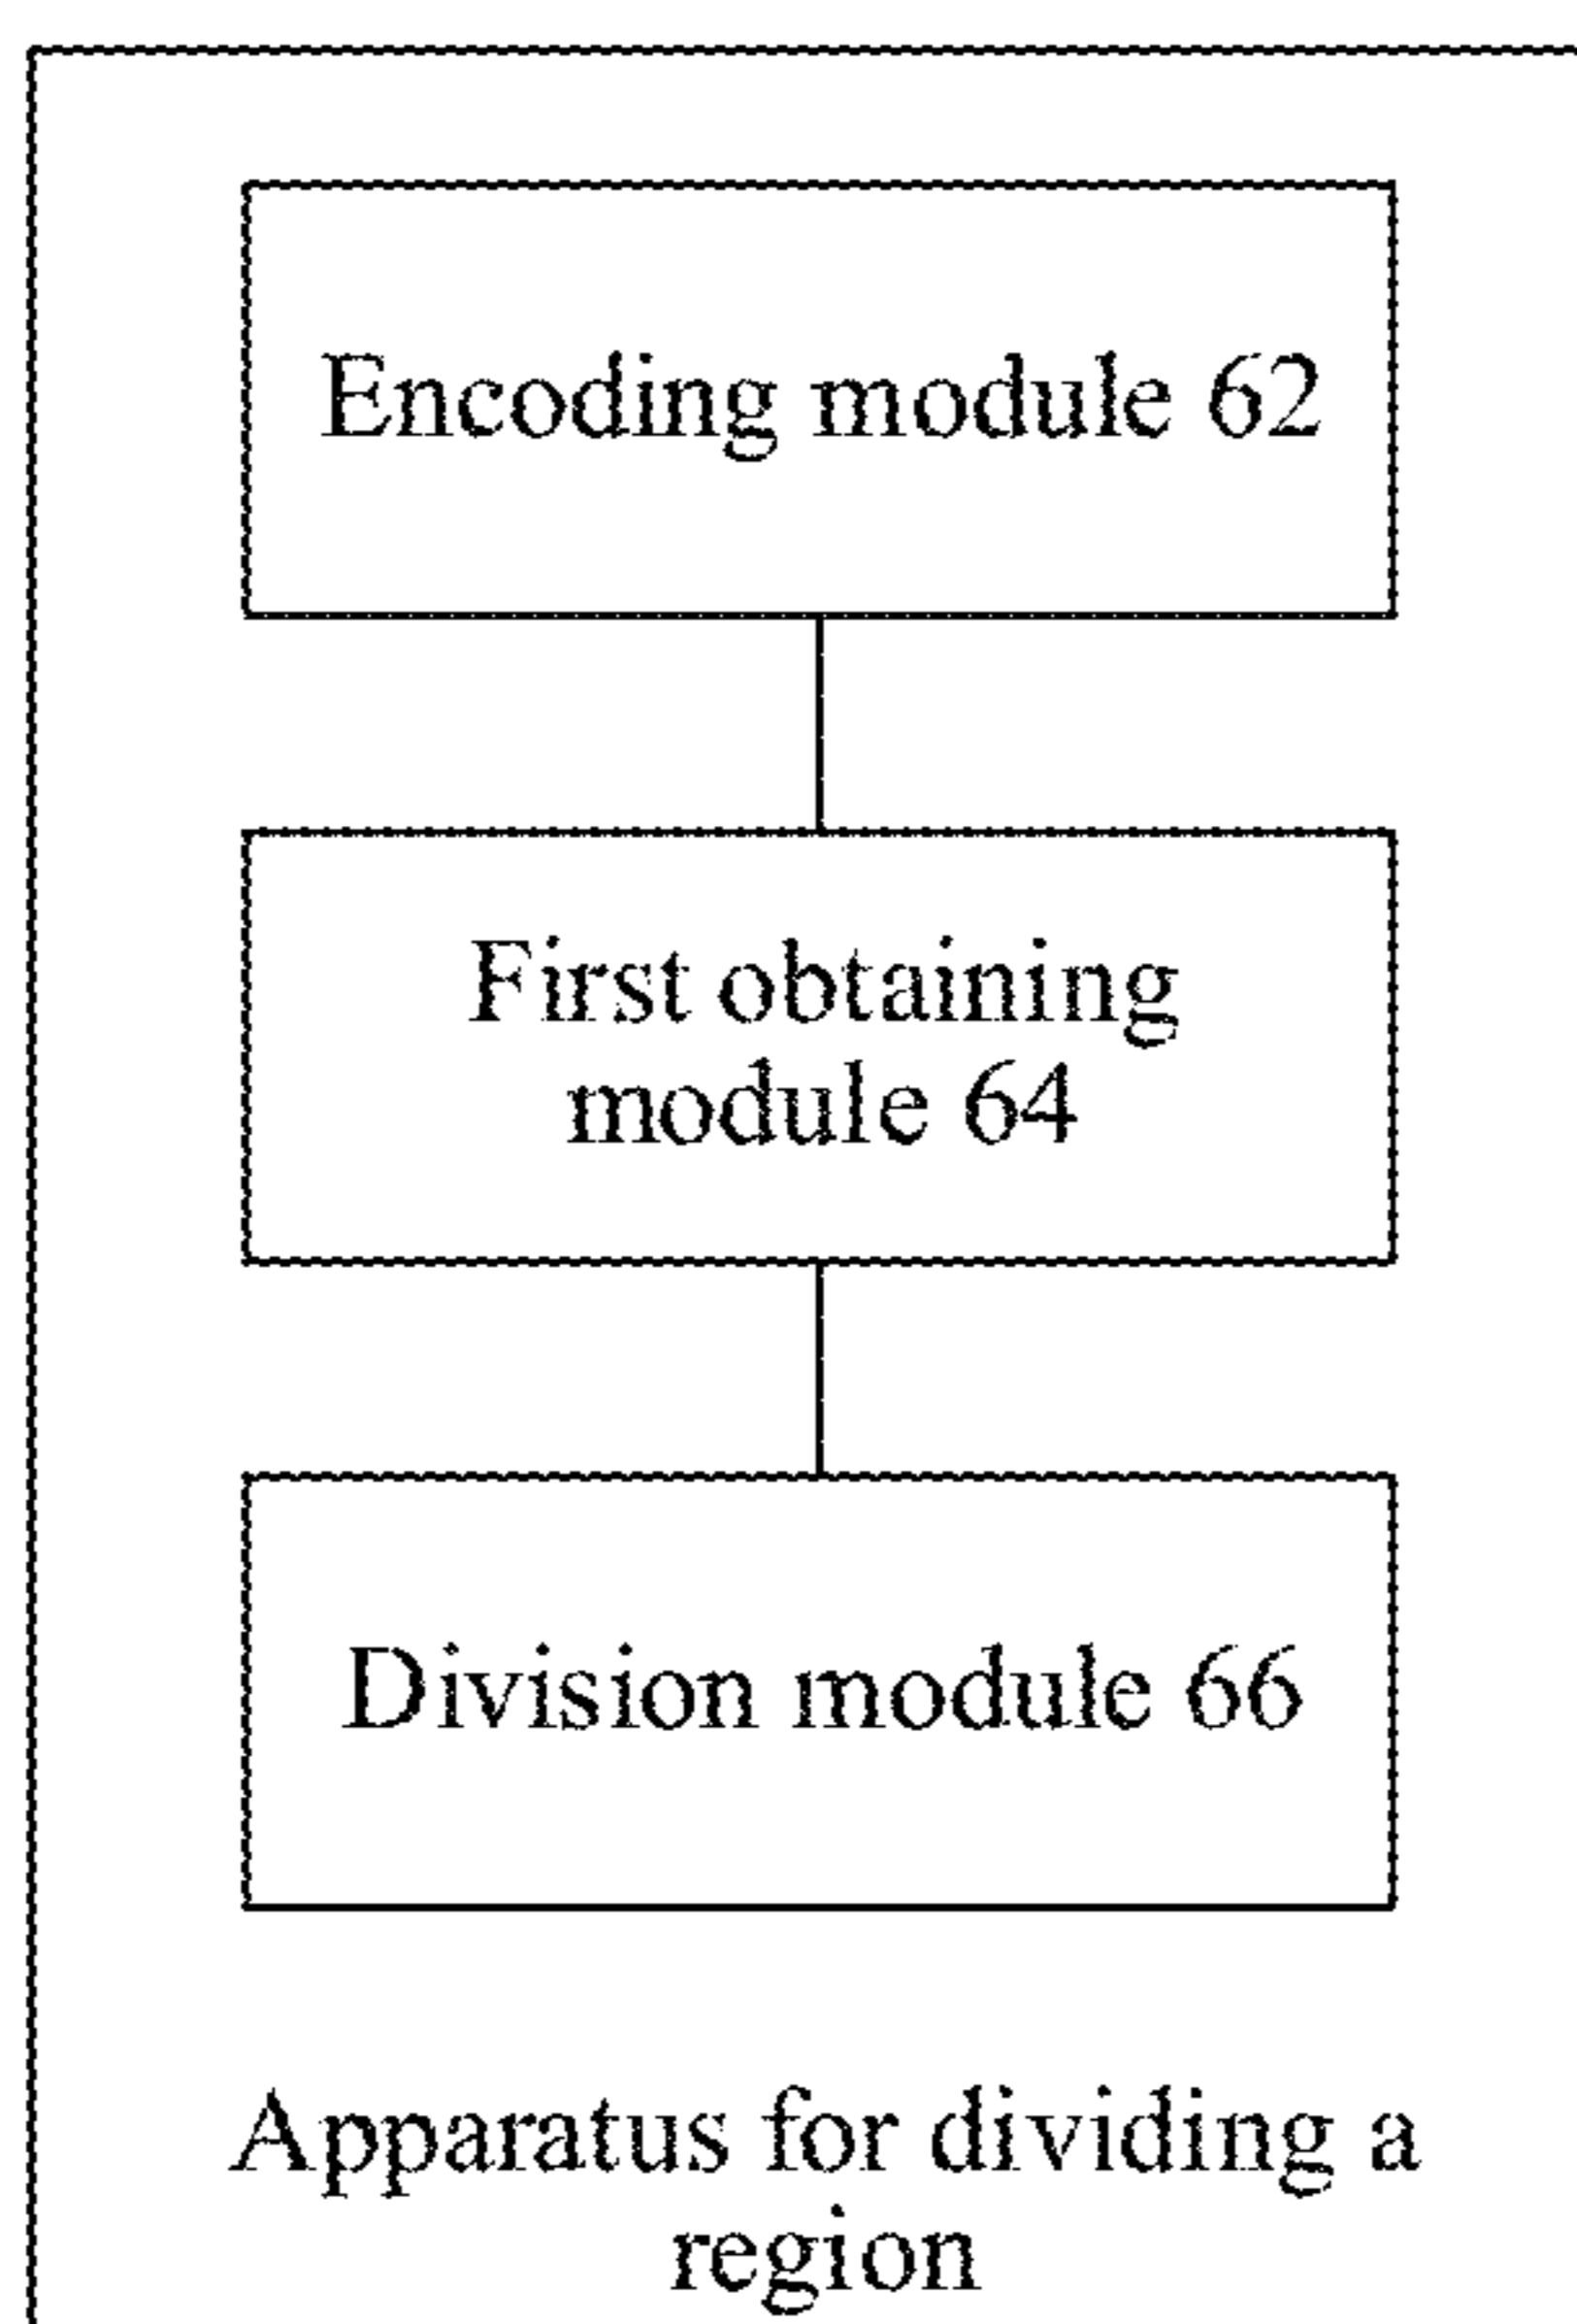 Encoding module 62
First obtaining
module 64
Division module 66
Apparatus for dividing a
region